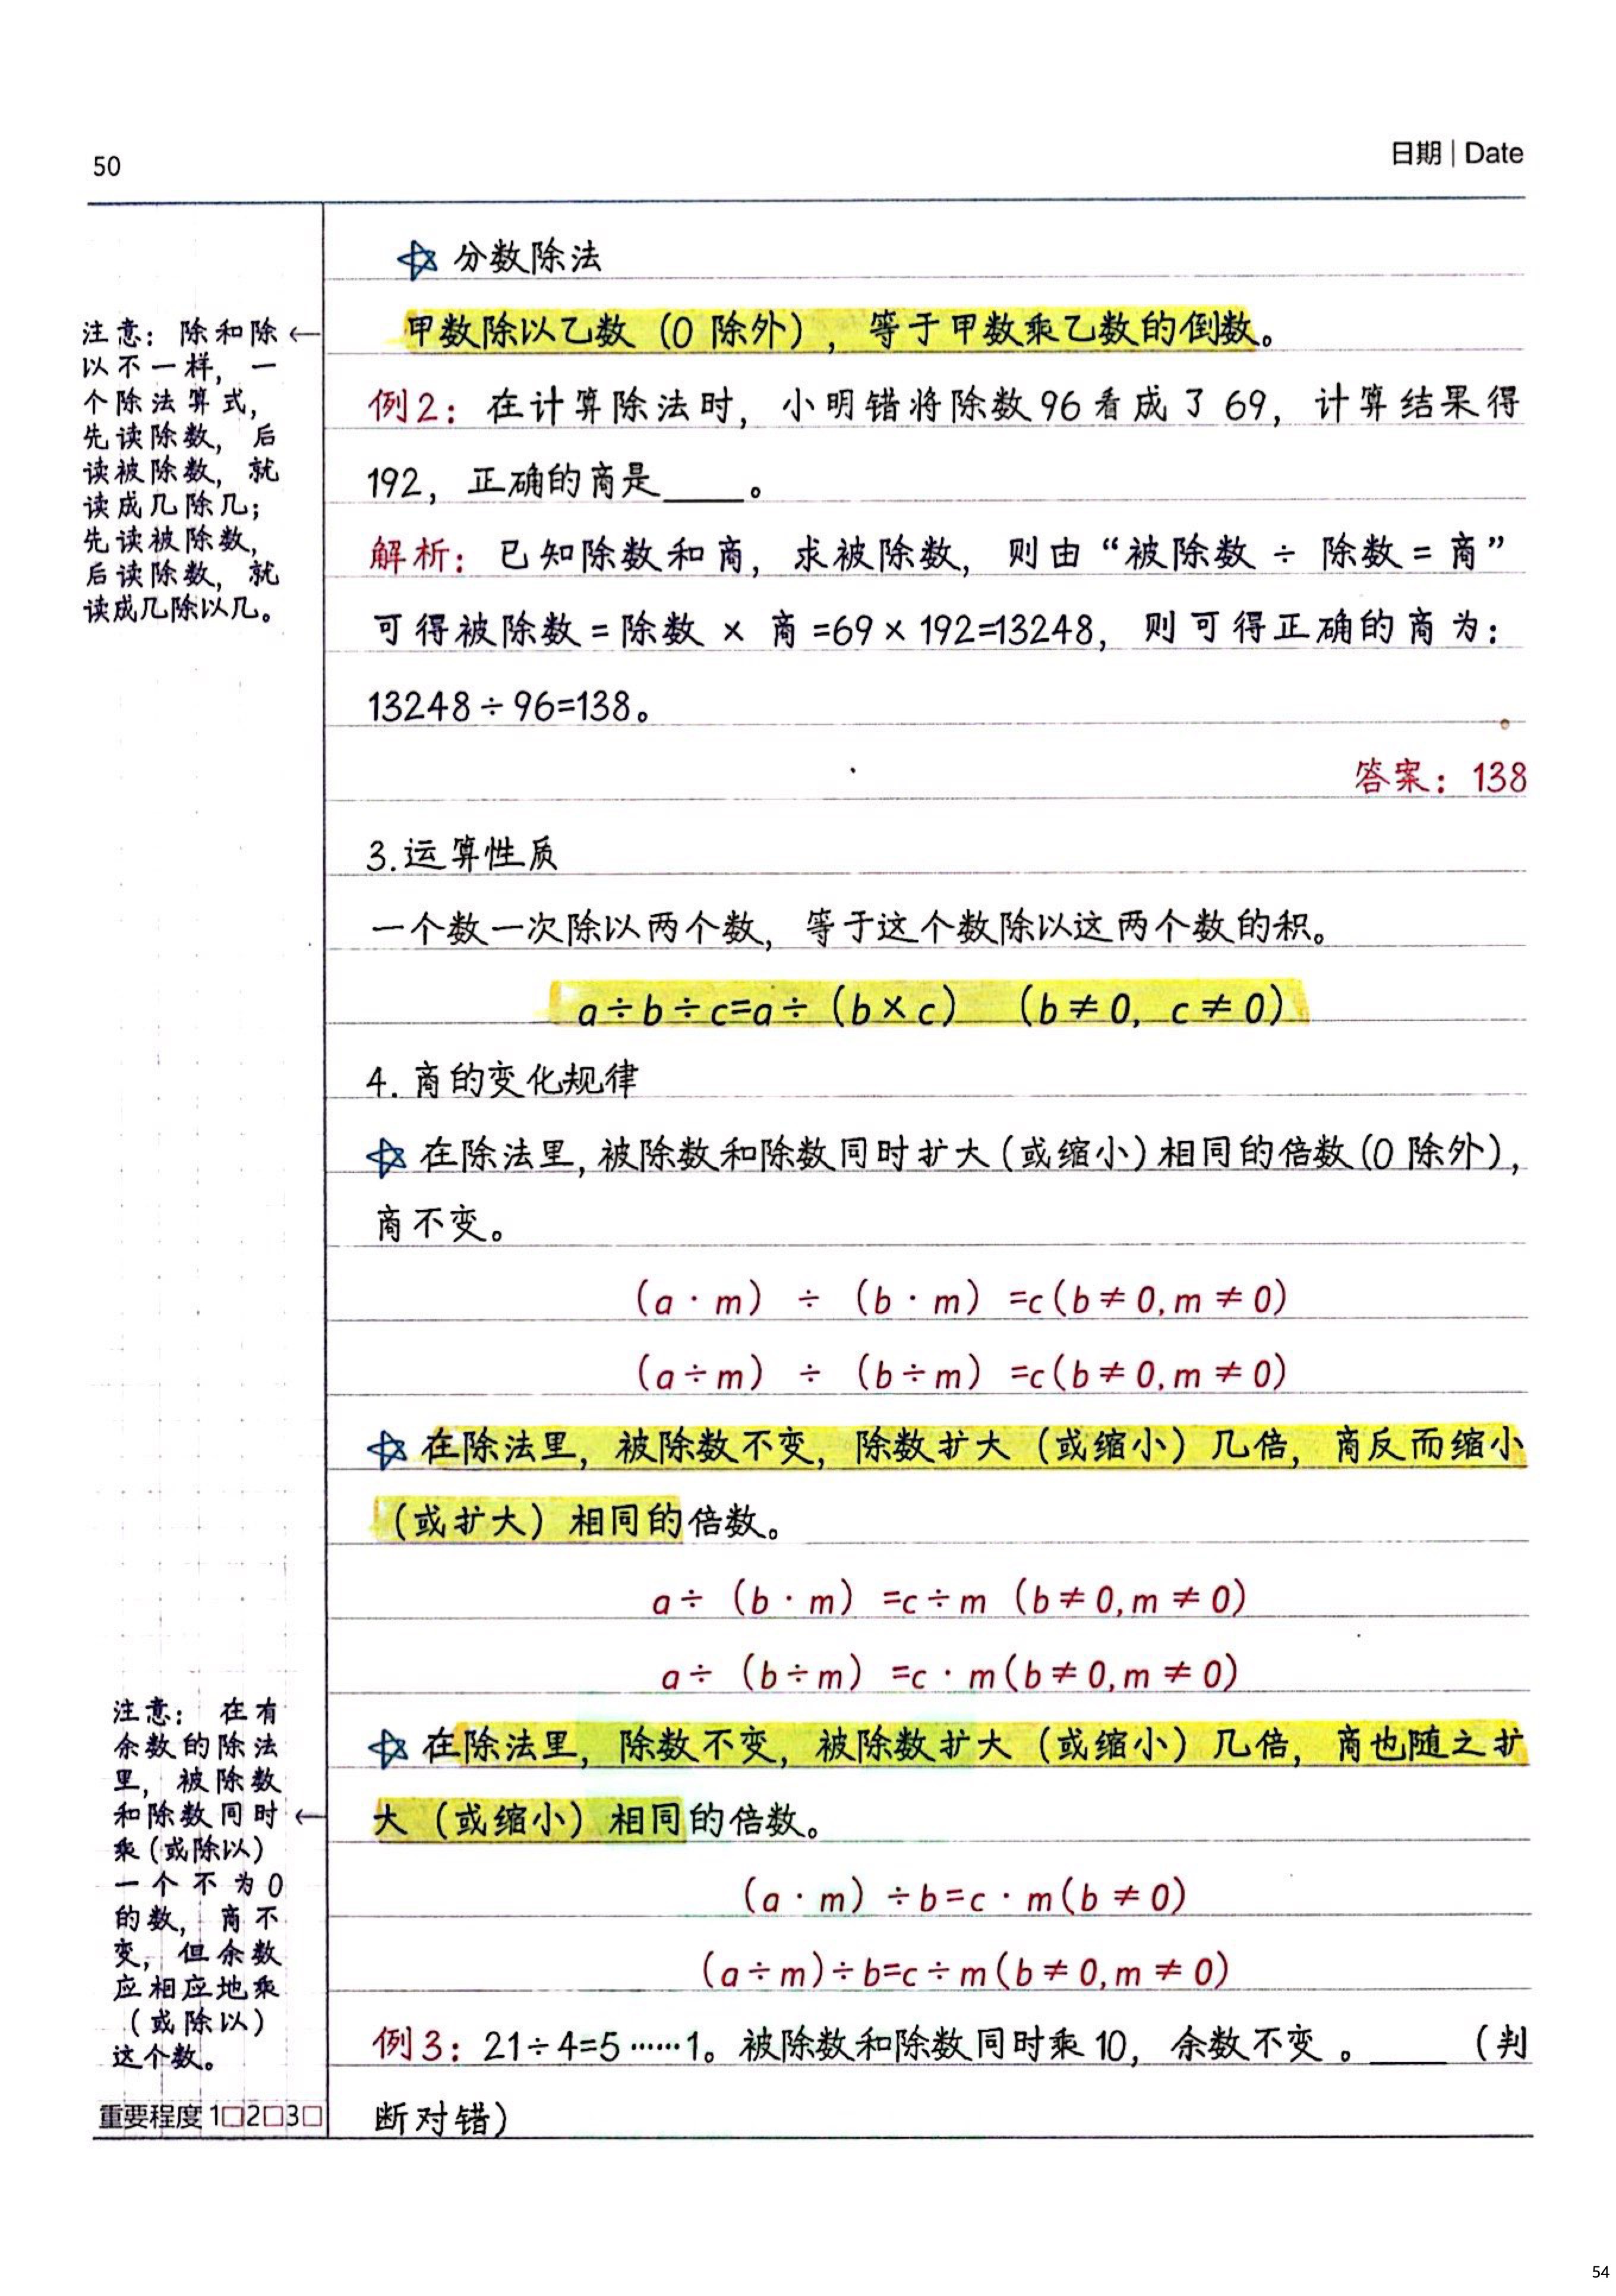 50
日期 | Date
☆ 分数除法
甲数除以乙数（0 除外），等于甲数乘乙数的倒数。
注意：除和除←
以不一样，一
个除法算式，
先读除数，后
读被除数，就
读成几除几；
先读被除数，
后读除数，就
读成几除以几。
例2：在计算除法时，小明错将除数96看成了69，计算结果得
192，正确的商是____。
解析：已知除数和商，求被除数，则由“被除数 ÷ 除数 = 商”
可得被除数 = 除数 × 商 =69×192=13248，则可得正确的商为：
13248÷96=138。
答案：138
3.运算性质
一个数一次除以两个数，等于这个数除以这两个数的积。
a÷b÷c=a÷（b×c）（b≠0，c≠0）
4. 商的变化规律
☆ 在除法里，被除数和除数同时扩大（或缩小）相同的倍数（0 除外），
商不变。
（a·m）÷（b·m）=c（b≠0,m≠0）
（a÷m）÷（b÷m）=c（b≠0,m≠0）
☆ 在除法里，被除数不变，除数扩大（或缩小）几倍，商反而缩小
（或扩大）相同的倍数。
a÷（b·m）=c÷m（b≠0,m≠0）
a÷（b÷m）=c·m（b≠0,m≠0）
☆ 在除法里，除数不变，被除数扩大（或缩小）几倍，商也随之扩
大（或缩小）相同的倍数。
（a·m）÷b=c·m（b≠0）
（a÷m）÷b=c÷m（b≠0,m≠0）
注意：在有
余数的除法
里，被除数
和除数同时←
乘（或除以）
一个不为0
的数，商不
变，但余数
应相应地乘
（或除以）
这个数。
例3：21÷4=5……1。被除数和除数同时乘10，余数不变。____（判
断对错）
重要程度 1□2□3□
54